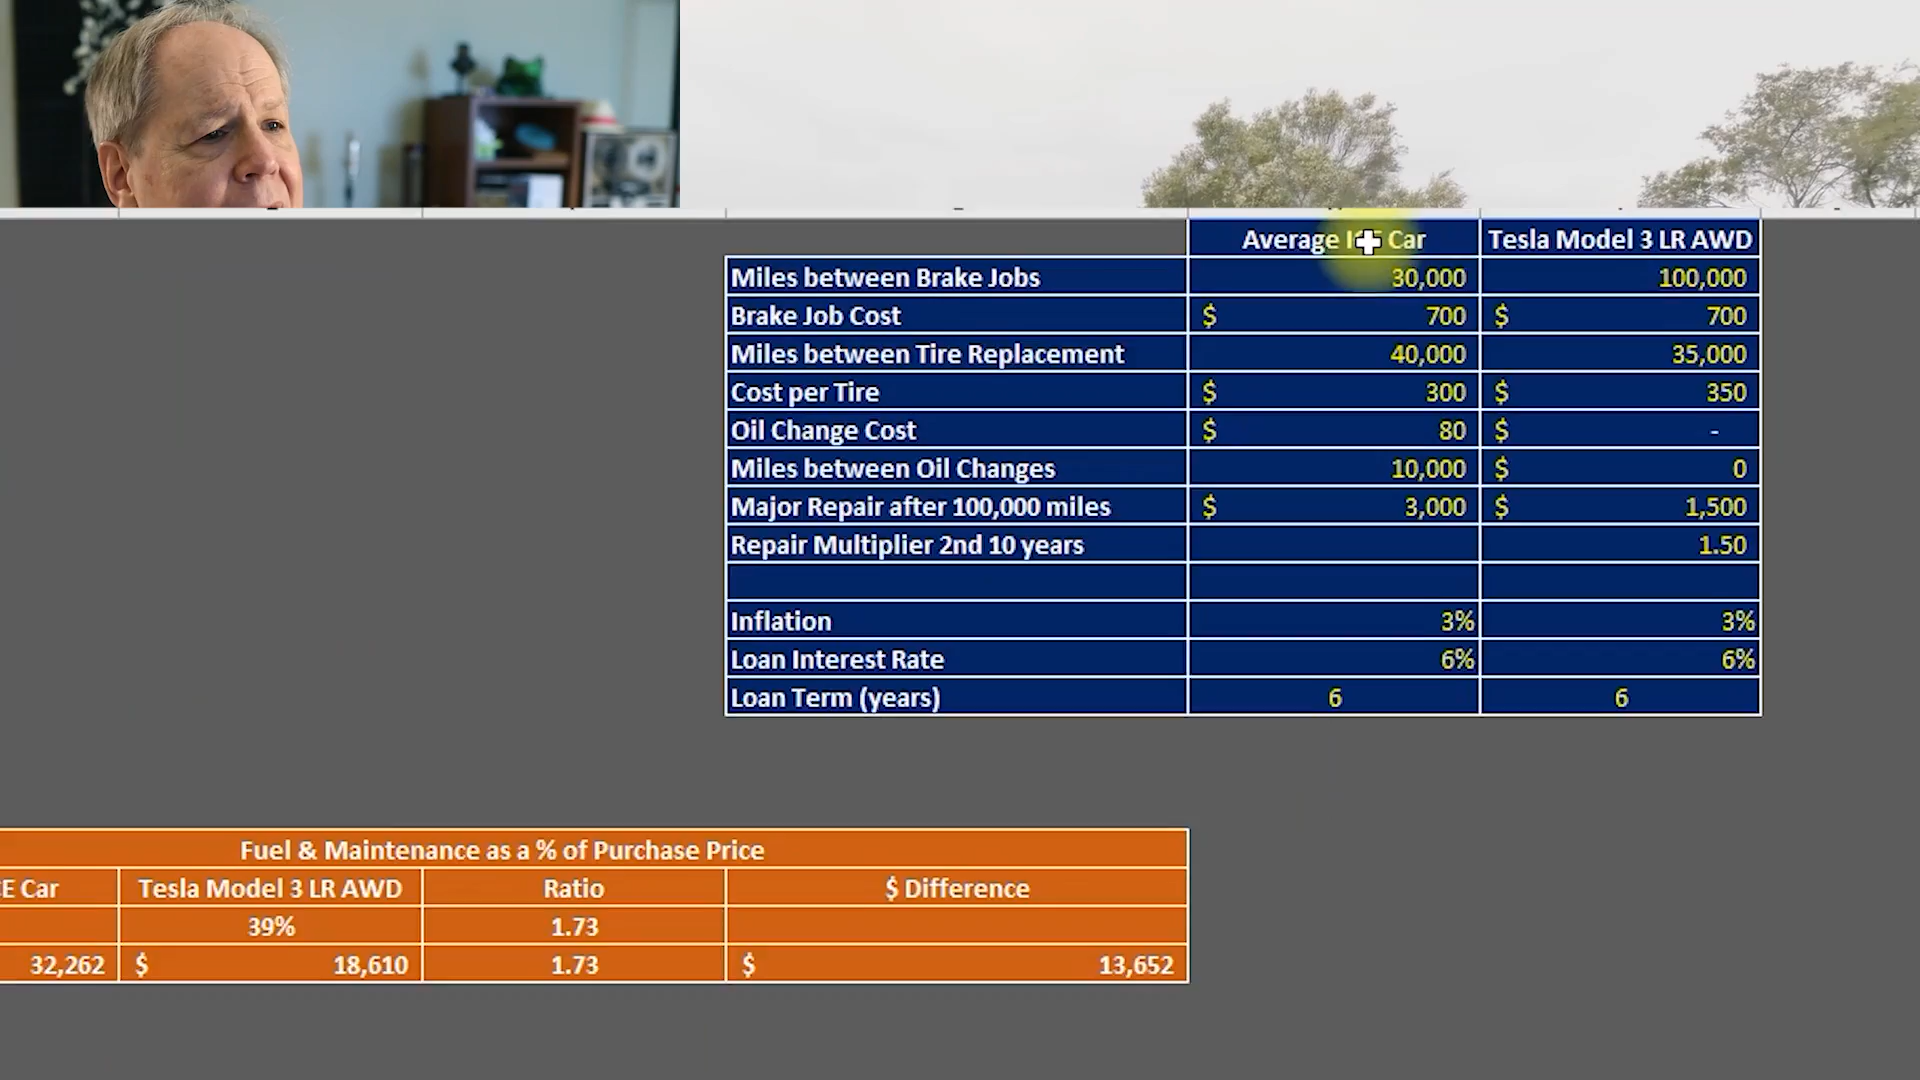 Average ICE Car Tesla Model 3 LR AWD
Miles between Brake Jobs 30,000 100,000
Brake Job Cost $ 700 $ 700
Miles between Tire Replacement 40,000 35,000
Cost per Tire $ 300 $ 350
Oil Change Cost $ 80 $ -
Miles between Oil Changes 10,000 $ 0
Major Repair after 100,000 miles $ 3,000 $ 1,500
Repair Multiplier 2nd 10 years 1.50
Inflation 3% 3%
Loan Interest Rate 6% 6%
Loan Term (years) 6 6
Fuel & Maintenance as a % of Purchase Price
CE Car Tesla Model 3 LR AWD Ratio $ Difference
39% 1.73
32,262 $ 18,610 1.73 $ 13,652